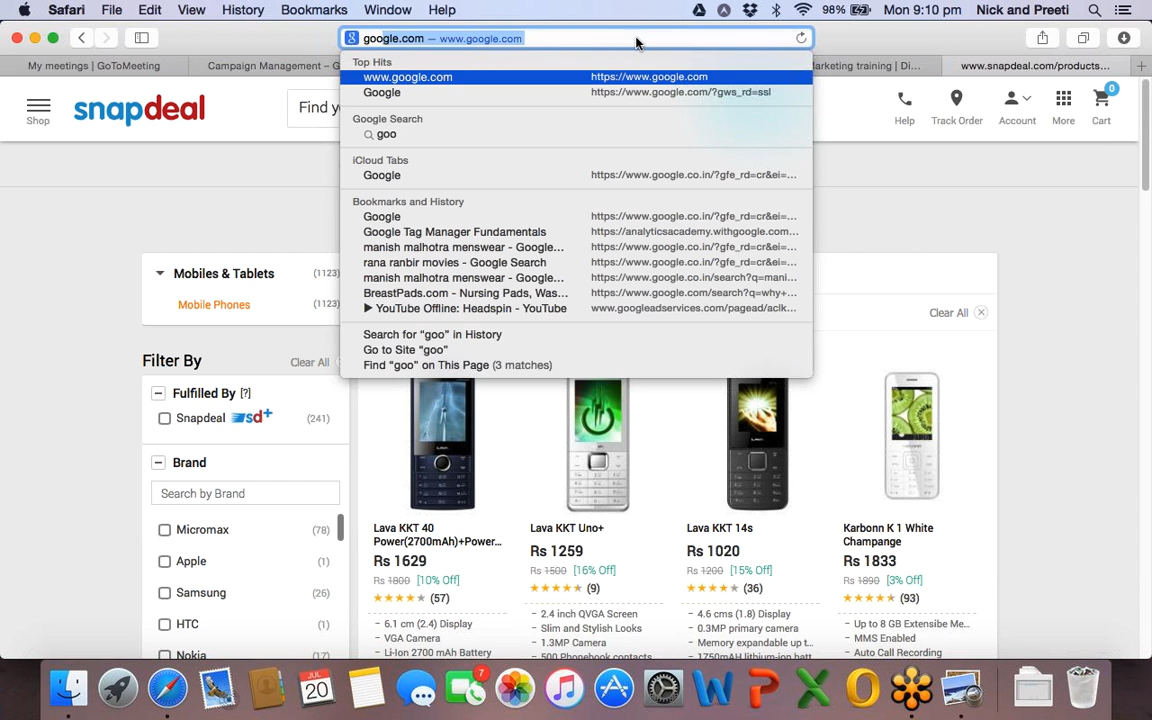 Safari File Edit View History Bookmarks Window Help 98% Mon 9:10 pm Nick and Preeti
google.com — www.google.com
My meetings | GoToMeeting Campaign Management – G arketing training | Di... www.snapdeal.com/products...
Top Hits
www.google.com https://www.google.com
Google https://www.google.com/?gws_rd=ssl
Google Search
goo
iCloud Tabs
Google https://www.google.co.in/?gfe_rd=cr&ei=...
Bookmarks and History
Google https://www.google.co.in/?gfe_rd=cr&ei=...
Google Tag Manager Fundamentals https://analyticsacademy.withgoogle.com...
manish malhotra menswear - Google... https://www.google.co.in/?gfe_rd=cr&ei=...
rana ranbir movies - Google Search https://www.google.co.in/?gfe_rd=cr&ei=...
manish malhotra menswear - Google... https://www.google.co.in/search?q=mani...
BreastPads.com - Nursing Pads, Was... https://www.google.com/search?q=why+...
▶ YouTube Offline: Headspin - YouTube www.googleadservices.com/pagead/aclk...
Search for "goo" in History
Go to Site "goo"
Find "goo" on This Page (3 matches)
Shop
snapdeal
Find y
Help Track Order Account More Cart
0
Mobiles & Tablets (1123)
Mobile Phones (1123)
Clear All
Filter By Clear All
Fulfilled By [?]
Snapdeal sd+ (241)
Brand
Search by Brand
Micromax (78)
Apple (1)
Samsung (26)
HTC (1)
Nokia (17)
Lava KKT 40
Power(2700mAh)+Power...
Rs 1629
Rs 1800 [10% Off]
(57)
- 6.1 cm (2.4) Display
- VGA Camera
- Li-Ion 2700 mAh Battery
Lava KKT Uno+
Rs 1259
Rs 1500 [16% Off]
(9)
- 2.4 inch QVGA Screen
- Slim and Stylish Looks
- 1.3MP Camera
- 500 Phonebook contacts
Lava KKT 14s
Rs 1020
Rs 1200 [15% Off]
(36)
- 4.6 cms (1.8) Display
- 0.3MP primary camera
- Memory expandable up t...
- 1750mAH lithium-ion batt
Karbonn K 1 White
Champange
Rs 1833
Rs 1890 [3% Off]
(93)
- Up to 8 GB Extensibe Me...
- MMS Enabled
- Auto Call Recording
JUL
20
7